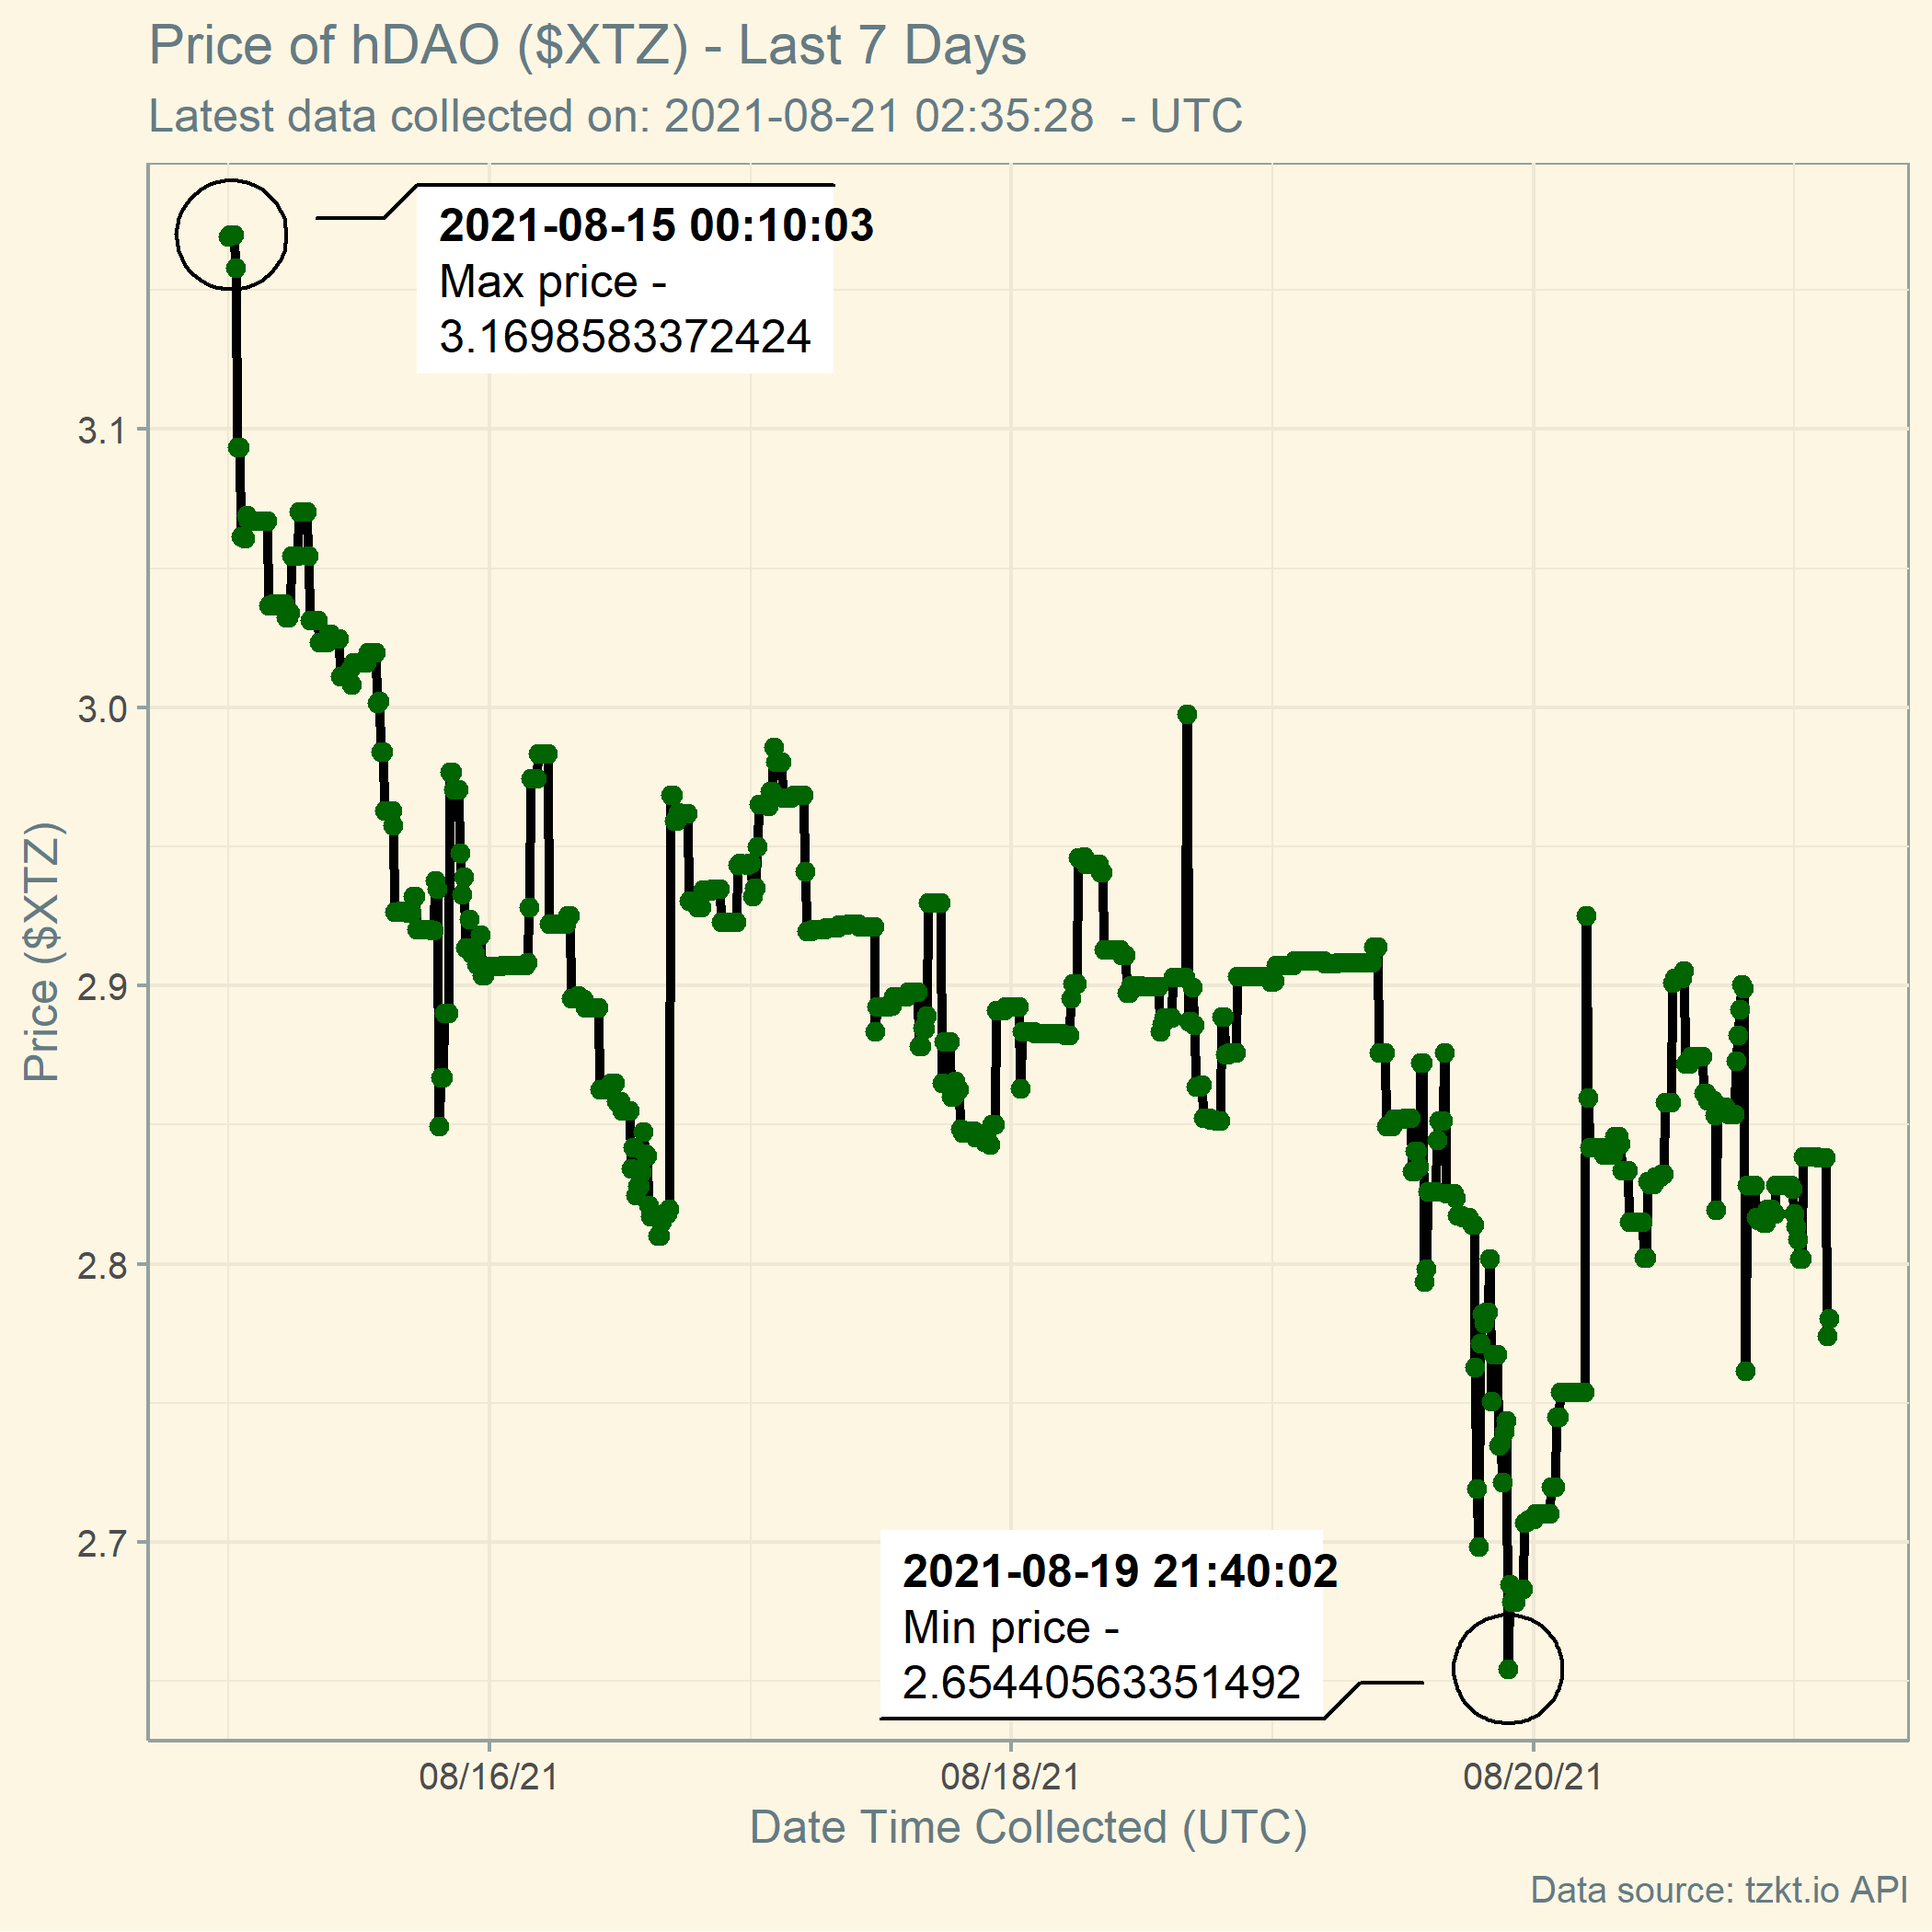 Price of hDAO ($XTZ) - Last 7 Days
Latest data collected on: 2021-08-21 02:35:28  - UTC
2021-08-15 00:10:03
Max price -
3.1698583372424
3.1
3.0
2.9
2.8
2.7
Price ($XTZ)
2021-08-19 21:40:02
Min price -
2.65440563351492
08/16/21
08/18/21
08/20/21
Date Time Collected (UTC)
Data source: tzkt.io API